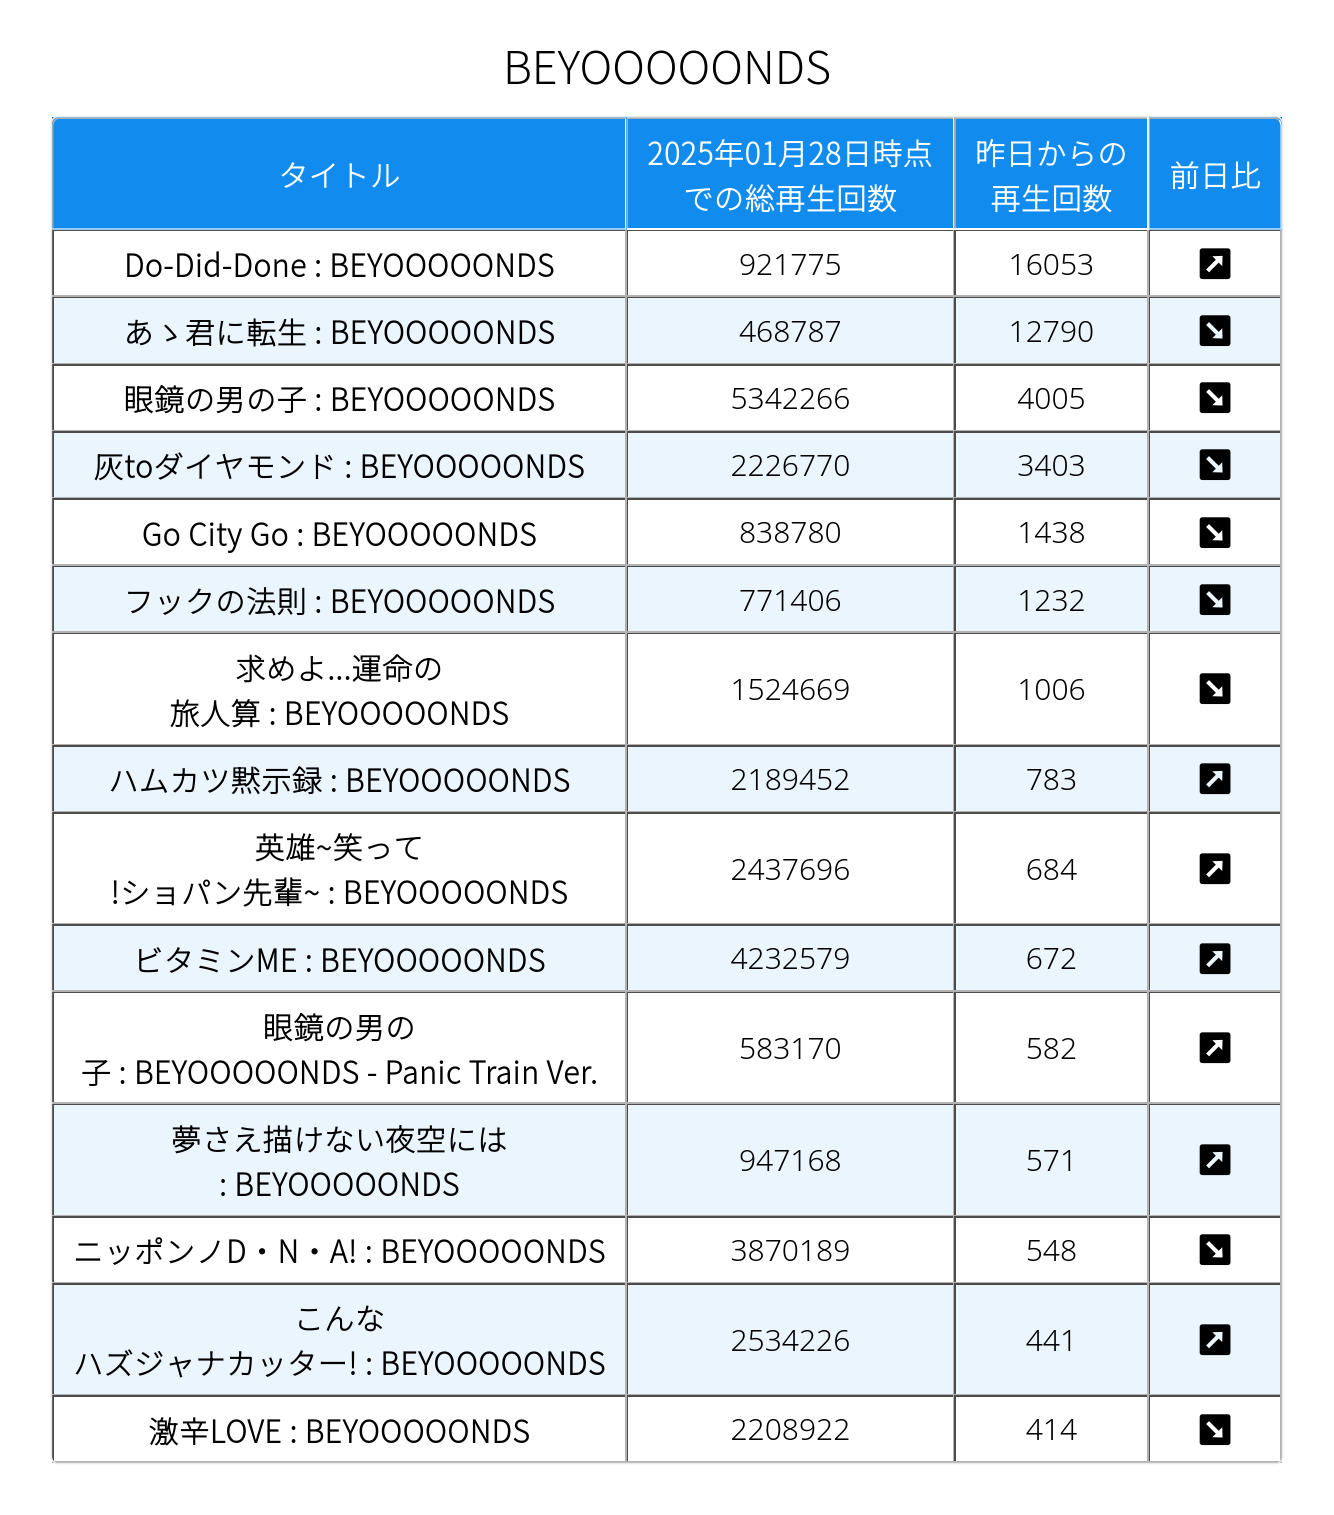 BEYOOOOONDS
タイトル
2025年01月28日時点
での総再生回数
昨日からの
再生回数
前日比
Do-Did-Done : BEYOOOOONDS
921775
16053
あゝ君に転生 : BEYOOOOONDS
468787
12790
眼鏡の男の子 : BEYOOOOONDS
5342266
4005
灰toダイヤモンド : BEYOOOOONDS
2226770
3403
Go City Go : BEYOOOOONDS
838780
1438
フックの法則 : BEYOOOOONDS
771406
1232
求めよ...運命の
旅人算 : BEYOOOOONDS
1524669
1006
ハムカツ黙示録 : BEYOOOOONDS
2189452
783
英雄~笑って
!ショパン先輩~ : BEYOOOOONDS
2437696
684
ビタミンME : BEYOOOOONDS
4232579
672
眼鏡の男の
子 : BEYOOOOONDS - Panic Train Ver.
583170
582
夢さえ描けない夜空には
: BEYOOOOONDS
947168
571
ニッポンノD・N・A! : BEYOOOOONDS
3870189
548
こんな
ハズジャナカッター! : BEYOOOOONDS
2534226
441
激辛LOVE : BEYOOOOONDS
2208922
414